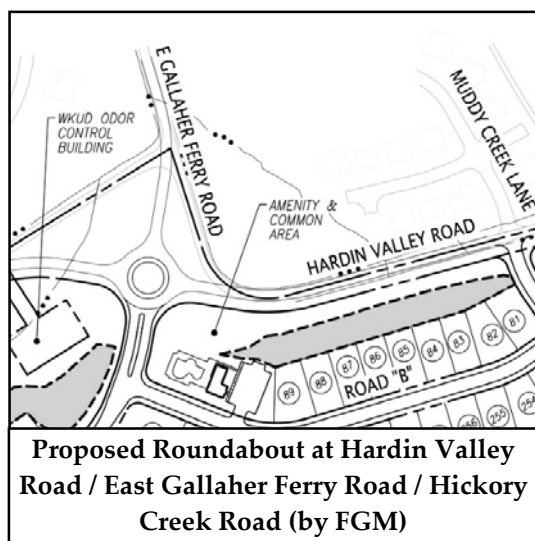 E GALLAHER FERRY ROAD
WKUD ODOR
CONTROL
BUILDING
MUDDY CREEK LANE
AMENITY &
COMMON
AREA
HARDIN VALLEY ROAD
89
88
87
86
85
84
83
82
81
ROAD "B"
256
255
254
Proposed Roundabout at Hardin Valley
Road / East Gallaher Ferry Road / Hickory
Creek Road (by FGM)